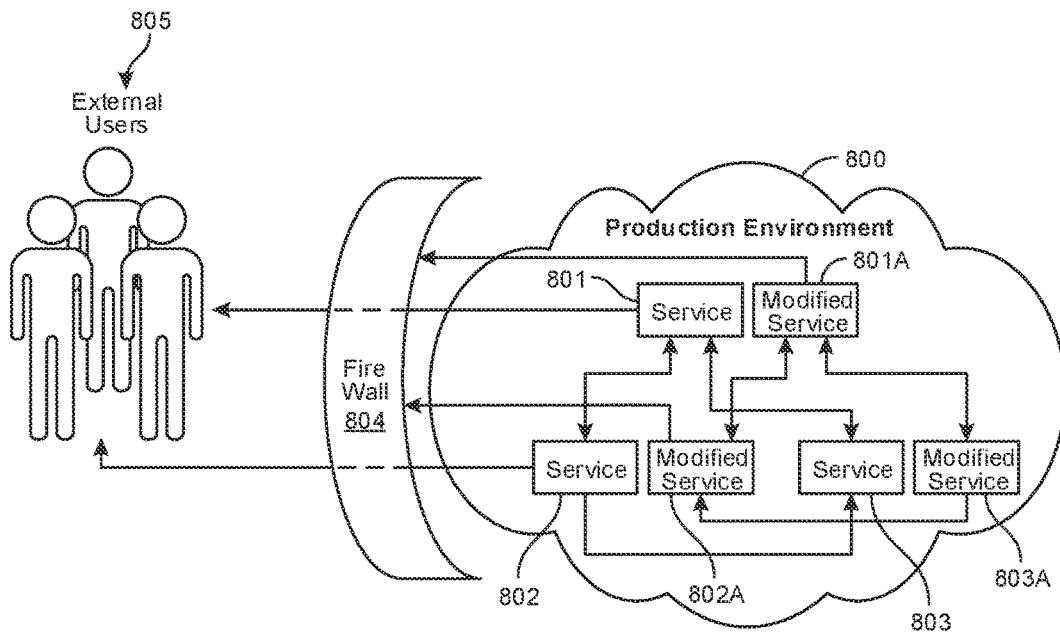 805
External
Users
800
Production Environment
801
801A
Service
Modified
Service
Fire
Wall
804
Service
Modified
Service
Service
Modified
Service
802
802A
803
803A